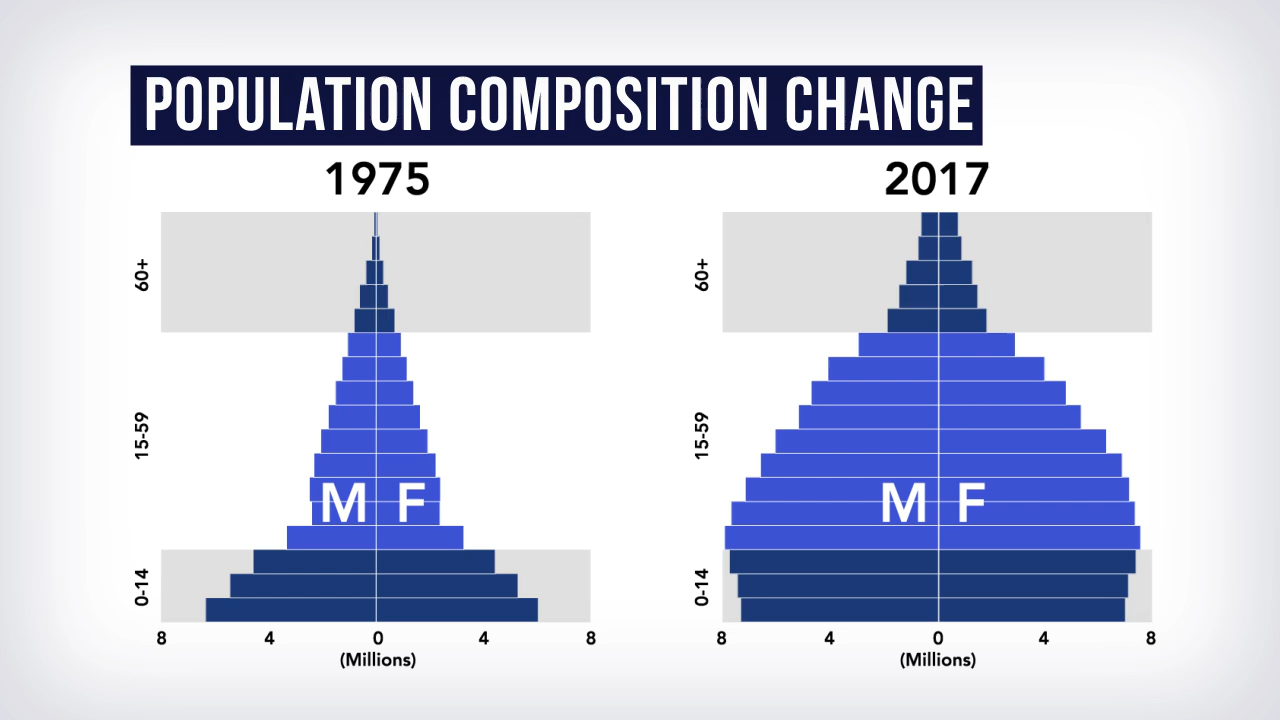 POPULATION COMPOSITION CHANGE
1975
60+
15-59
0-14
M F
8 4 0 4 8
(Millions)
2017
60+
15-59
0-14
M F
8 4 0 4 8
(Millions)